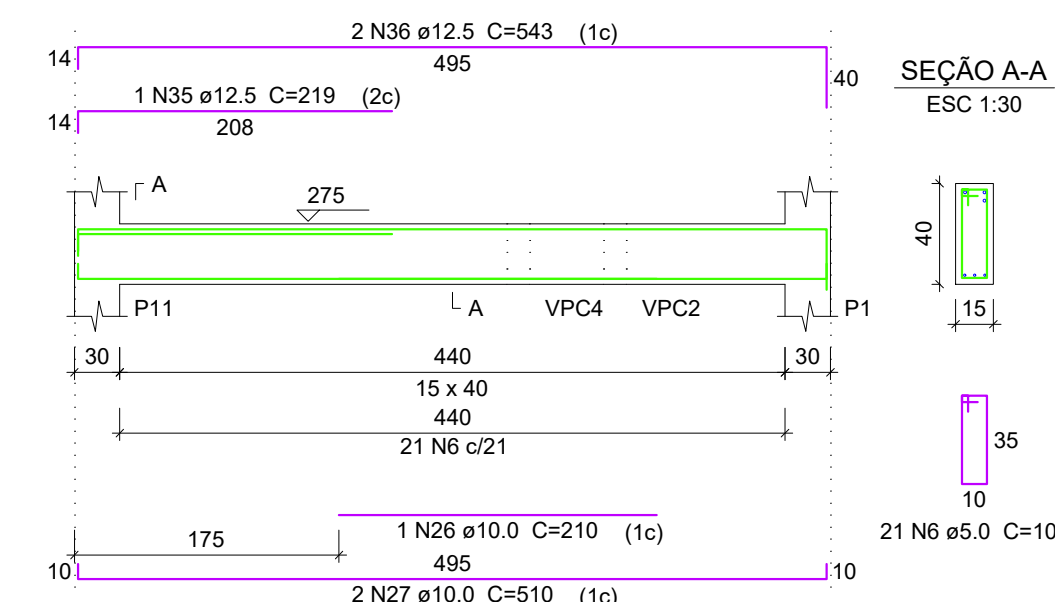 2 N36 ø12.5 C=543 (1c)
14
495
40
SEÇÃO A-A
ESC 1:30
1 N35 ø12.5 C=219 (2c)
14
208
A
275
40
15
P11
A
VPC4
VPC2
P1
30
440
30
15 x 40
440
21 N6 c/21
35
10
21 N6 ø5.0 C=10
175
1 N26 ø10.0 C=210 (1c)
10
495
10
2 N27 ø10.0 C=510 (1c)